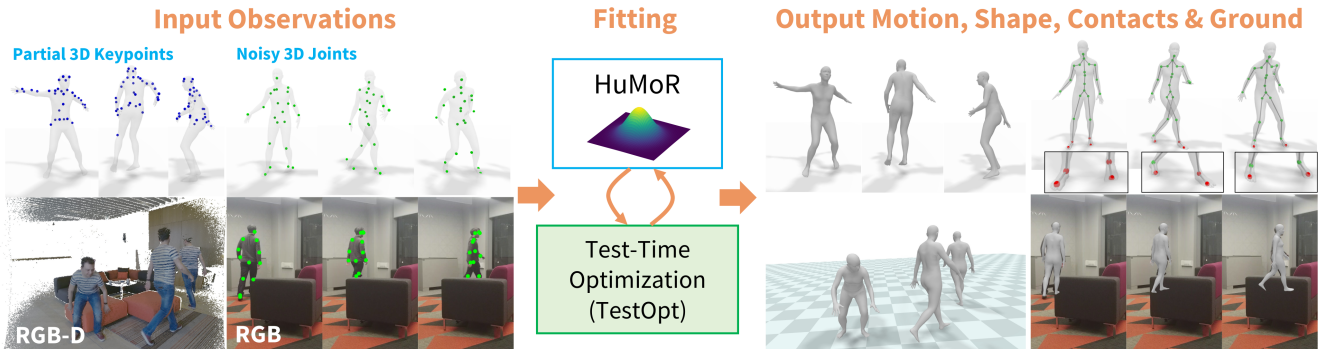 Input Observations
Fitting
Output Motion, Shape, Contacts & Ground
Partial 3D Keypoints
Noisy 3D Joints
HuMoR
Test-Time
Optimization
(TestOpt)
RGB-D
RGB